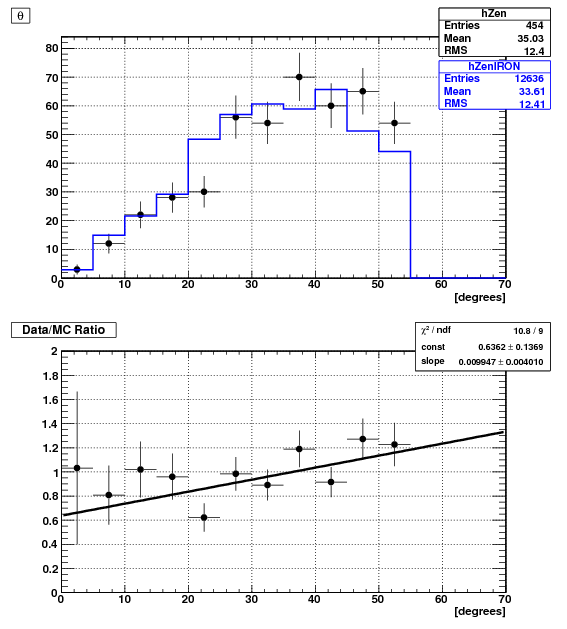 θ
hZen
Entries 454
Mean 35.03
RMS 12.4
hZenIRON
Entries 12636
Mean 33.61
RMS 12.41
80
70
60
50
40
30
20
10
0
0 10 20 30 40 50 60 70
[degrees]
Data/MC Ratio
χ² / ndf 10.8 / 9
const 0.6362 ± 0.1369
slope 0.009947 ± 0.004010
2
1.8
1.6
1.4
1.2
1
0.8
0.6
0.4
0.2
0
0 10 20 30 40 50 60 70
[degrees]